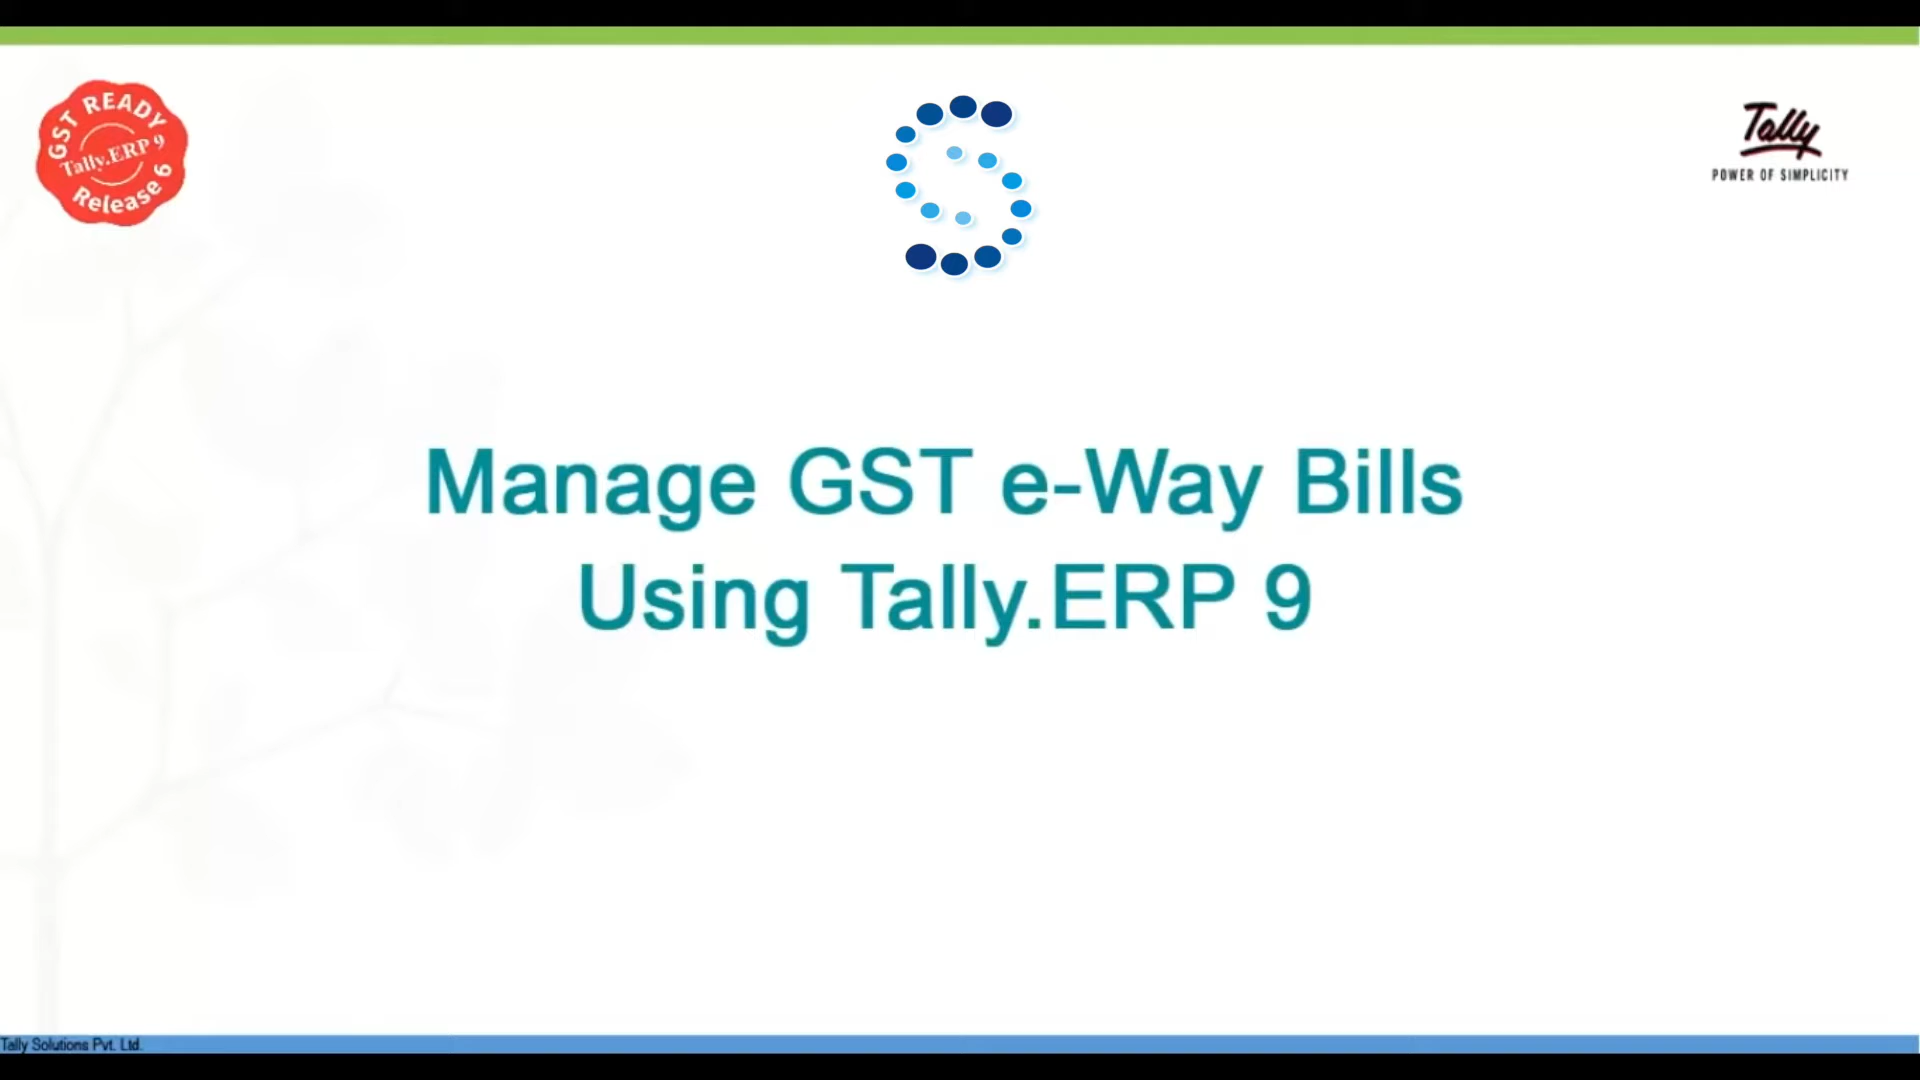 GST READY
Tally.ERP 9
Release 6
Tally
POWER OF SIMPLICITY
Manage GST e-Way Bills
Using Tally.ERP 9
Tally Solutions Pvt. Ltd.